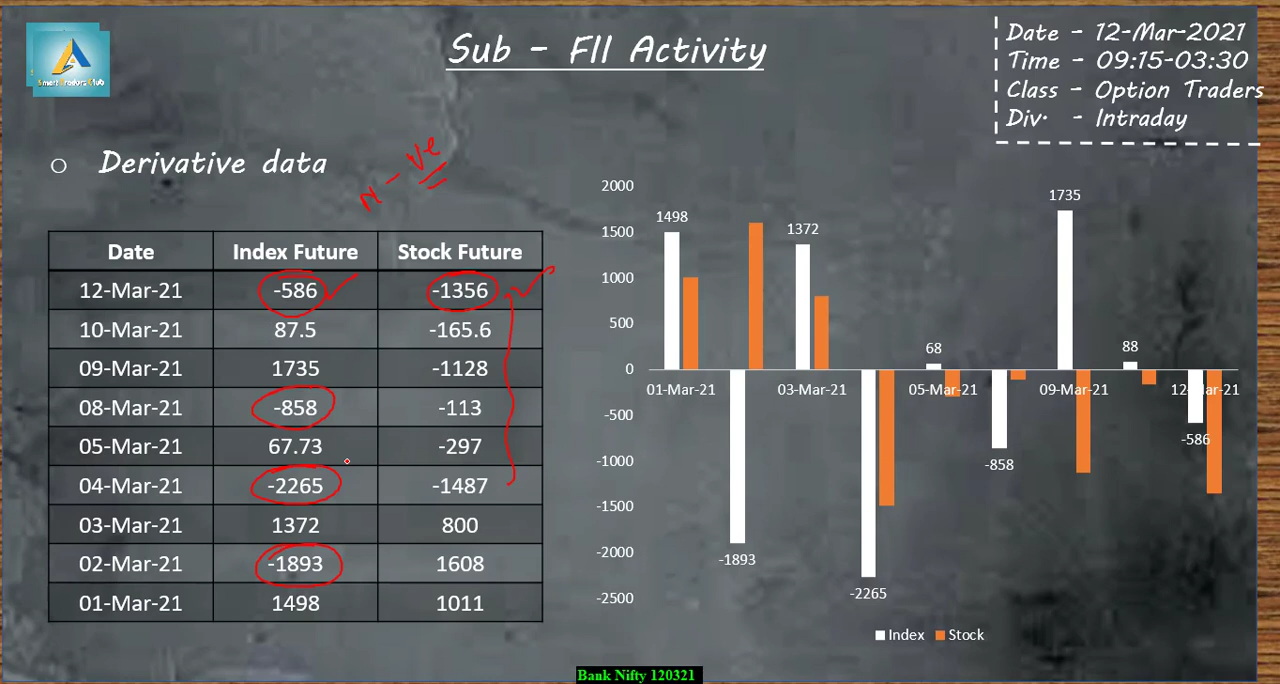 Smart Traders Club
Sub - FII Activity
Date - 12-Mar-2021
Time - 09:15-03:30
Class - Option Traders
Div. - Intraday
Derivative data
N - ve
Date Index Future Stock Future
12-Mar-21 -586 -1356
10-Mar-21 87.5 -165.6
09-Mar-21 1735 -1128
08-Mar-21 -858 -113
05-Mar-21 67.73 -297
04-Mar-21 -2265 -1487
03-Mar-21 1372 800
02-Mar-21 -1893 1608
01-Mar-21 1498 1011
2000
1735
1498
1500
1372
1000
500
68
88
0
01-Mar-21 03-Mar-21 05-Mar-21 09-Mar-21 12-Mar-21
-500
-586
-858
-1000
-1500
-1893
-2000
-2265
-2500
Index Stock
Bank Nifty 120321